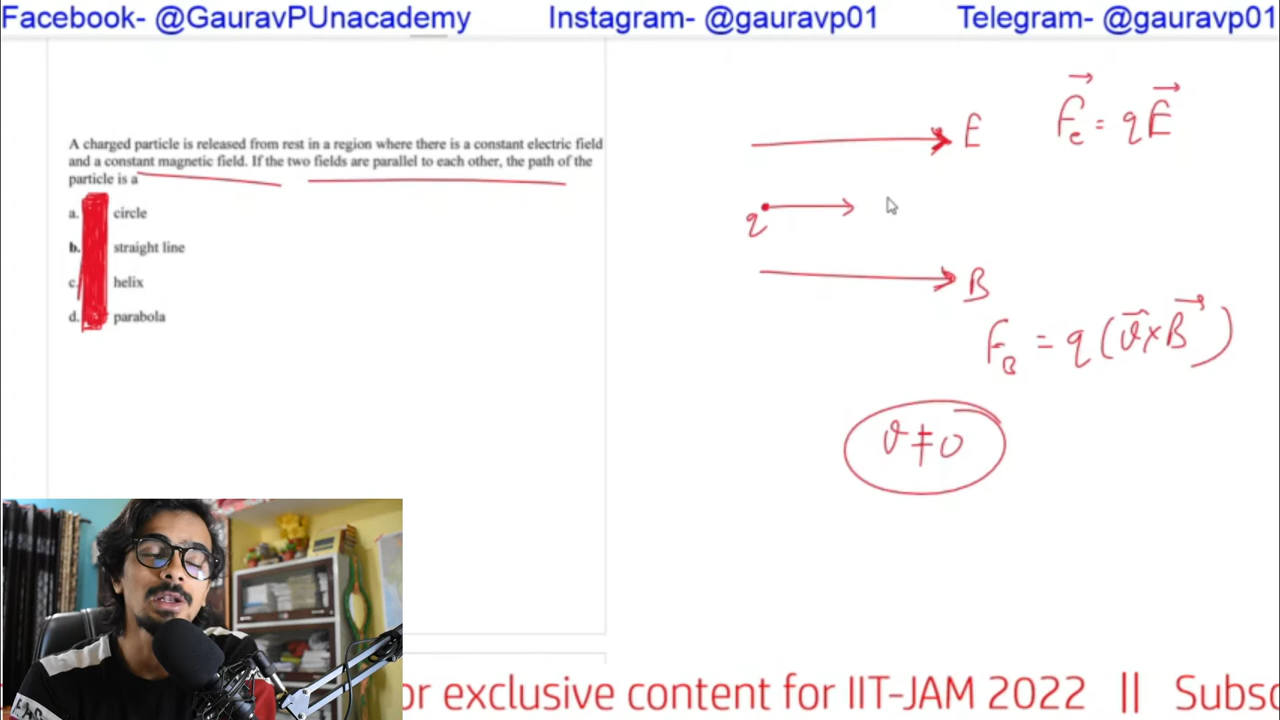 Facebook- @GauravPUnacademy Instagram- @gauravp01 Telegram- @gauravp01
A charged particle is released from rest in a region where there is a constant electric field
and a constant magnetic field. If the two fields are parallel to each other, the path of the
particle is a
a. circle
b. straight line
c. helix
d. parabola
E
F⃗e = qE⃗
q
B
F_B = q(v⃗×B⃗)
v≠0
or exclusive content for IIT-JAM 2022 || Subsc